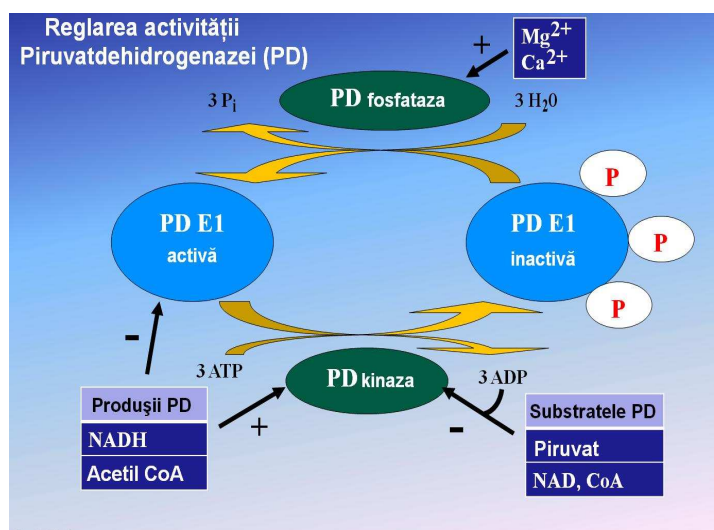 Reglarea activității
Piruvatdehidrogenazei (PD)
+
Mg2+
Ca2+
3 Pi
PD fosfataza
3 H20
PD E1
activă
PD E1
inactivă
P
P
P
-
3 ATP
PD kinaza
3 ADP
Produşii PD
NADH
Acetil CoA
+
-
Substratele PD
Piruvat
NAD, CoA